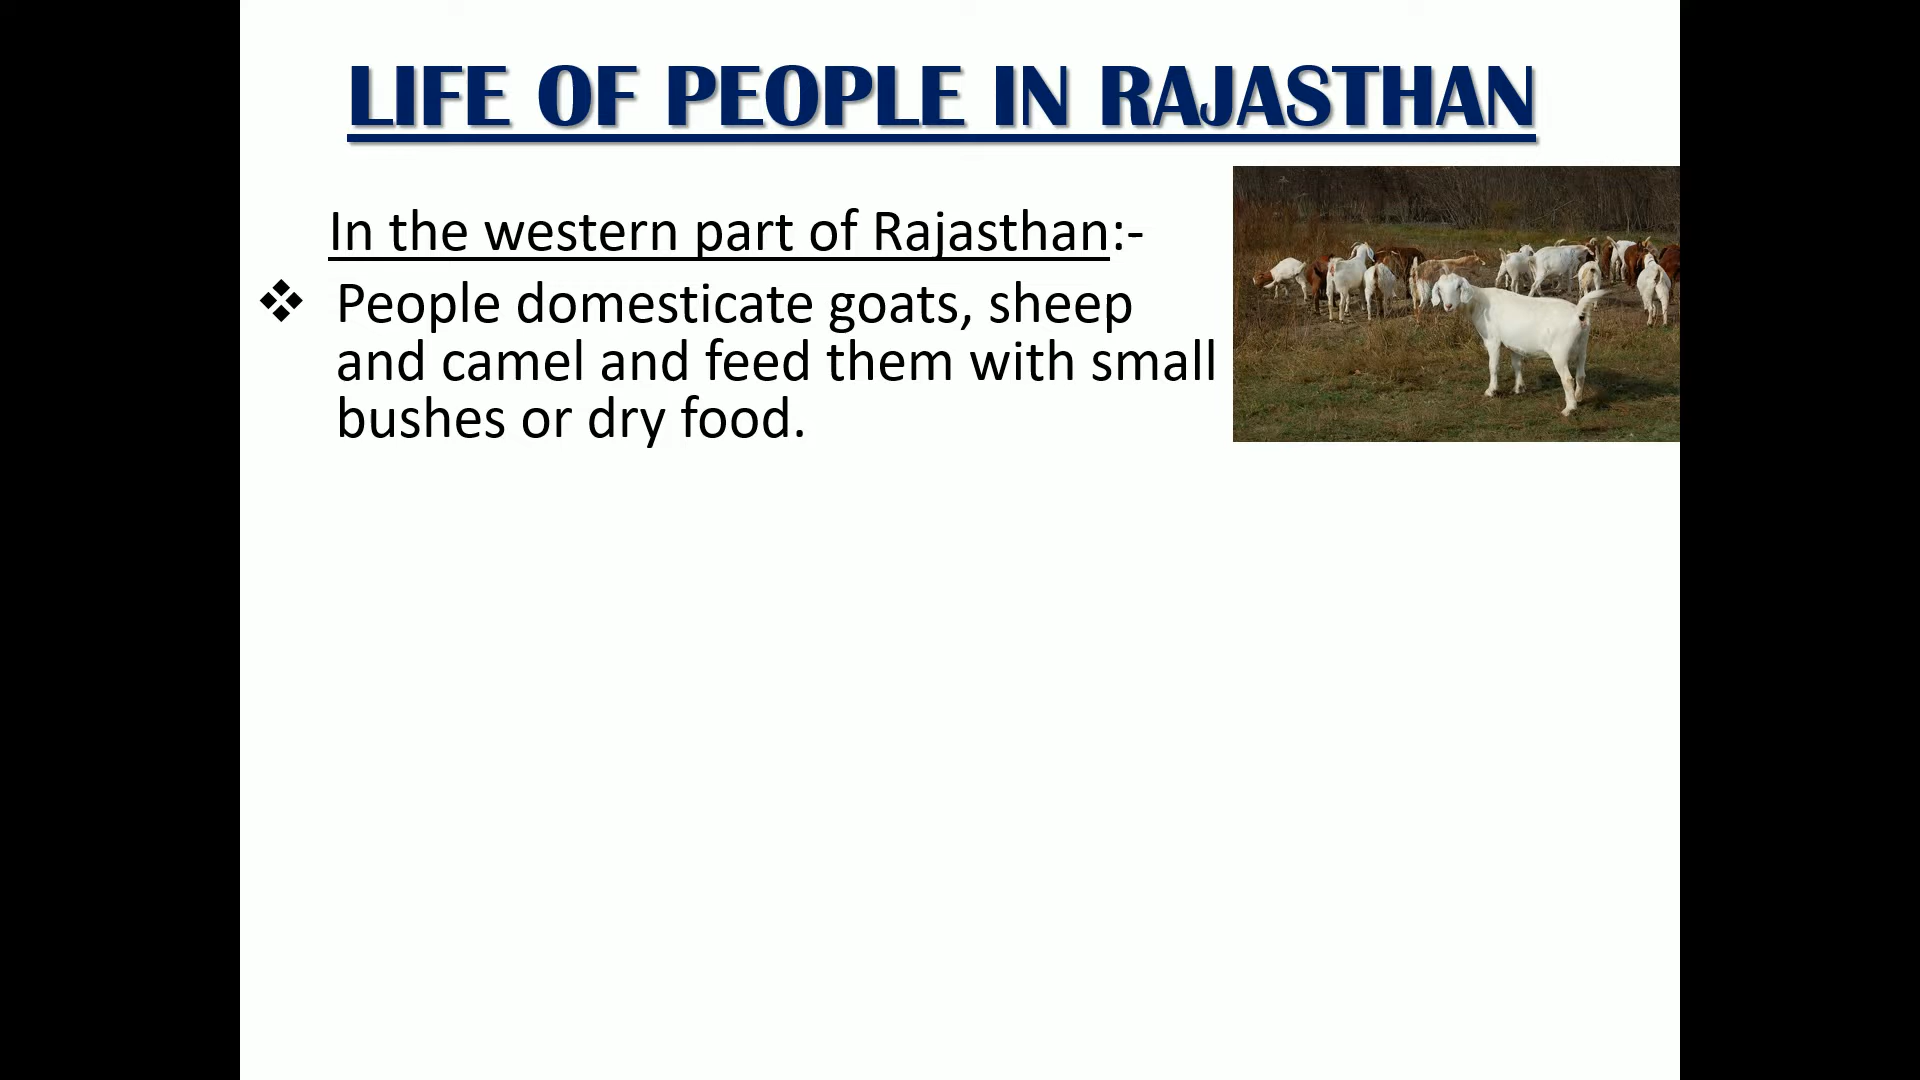 LIFE OF PEOPLE IN RAJASTHAN
In the western part of Rajasthan:-
❖ People domesticate goats, sheep
and camel and feed them with small
bushes or dry food.